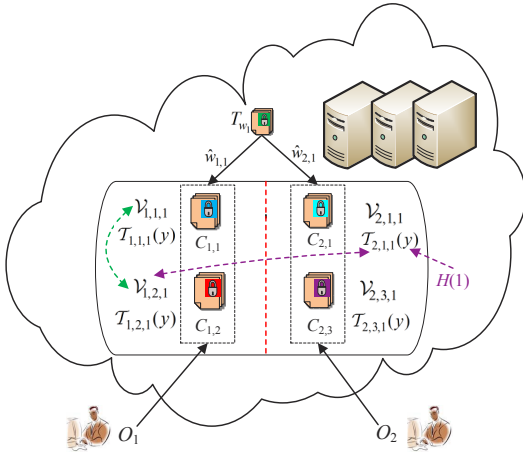 T_{w_1}
ŵ_{1,1} ŵ_{2,1}
𝒱_{1,1,1} C_{1,1} C_{2,1} 𝒱_{2,1,1}
𝒯_{1,1,1}(y) 𝒯_{2,1,1}(y)
𝒱_{1,2,1} C_{1,2} C_{2,3} 𝒱_{2,3,1}
H(1)
𝒯_{1,2,1}(y) 𝒯_{2,3,1}(y)
O_1 O_2